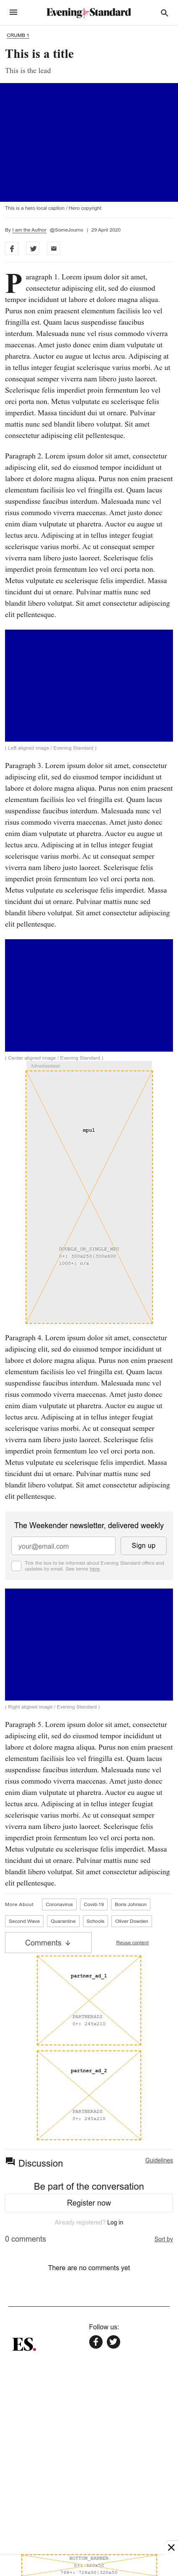 Evening Standard
CRUMB 1
This is a title
This is the lead
This is a hero local caption / Hero copyright
By I am the Author @SomeJourno | 29 April 2020
Paragraph 1. Lorem ipsum dolor sit amet,
consectetur adipiscing elit, sed do eiusmod
tempor incididunt ut labore et dolore magna aliqua.
Purus non enim praesent elementum facilisis leo vel
fringilla est. Quam lacus suspendisse faucibus
interdum. Malesuada nunc vel risus commodo viverra
maecenas. Amet justo donec enim diam vulputate ut
pharetra. Auctor eu augue ut lectus arcu. Adipiscing at
in tellus integer feugiat scelerisque varius morbi. Ac ut
consequat semper viverra nam libero justo laoreet.
Scelerisque felis imperdiet proin fermentum leo vel
orci porta non. Metus vulputate eu scelerisque felis
imperdiet. Massa tincidunt dui ut ornare. Pulvinar
mattis nunc sed blandit libero volutpat. Sit amet
consectetur adipiscing elit pellentesque.
Paragraph 2. Lorem ipsum dolor sit amet, consectetur
adipiscing elit, sed do eiusmod tempor incididunt ut
labore et dolore magna aliqua. Purus non enim praesent
elementum facilisis leo vel fringilla est. Quam lacus
suspendisse faucibus interdum. Malesuada nunc vel
risus commodo viverra maecenas. Amet justo donec
enim diam vulputate ut pharetra. Auctor eu augue ut
lectus arcu. Adipiscing at in tellus integer feugiat
scelerisque varius morbi. Ac ut consequat semper
viverra nam libero justo laoreet. Scelerisque felis
imperdiet proin fermentum leo vel orci porta non.
Metus vulputate eu scelerisque felis imperdiet. Massa
tincidunt dui ut ornare. Pulvinar mattis nunc sed
blandit libero volutpat. Sit amet consectetur adipiscing
elit pellentesque.
( Left aligned image / Evening Standard )
Paragraph 3. Lorem ipsum dolor sit amet, consectetur
adipiscing elit, sed do eiusmod tempor incididunt ut
labore et dolore magna aliqua. Purus non enim praesent
elementum facilisis leo vel fringilla est. Quam lacus
suspendisse faucibus interdum. Malesuada nunc vel
risus commodo viverra maecenas. Amet justo donec
enim diam vulputate ut pharetra. Auctor eu augue ut
lectus arcu. Adipiscing at in tellus integer feugiat
scelerisque varius morbi. Ac ut consequat semper
viverra nam libero justo laoreet. Scelerisque felis
imperdiet proin fermentum leo vel orci porta non.
Metus vulputate eu scelerisque felis imperdiet. Massa
tincidunt dui ut ornare. Pulvinar mattis nunc sed
blandit libero volutpat. Sit amet consectetur adipiscing
elit pellentesque.
( Center aligned image / Evening Standard )
Advertisement
mpu1
DOUBLE_OR_SINGLE_MPU
0+: 300x250|300x600
1000+: n/a
Paragraph 4. Lorem ipsum dolor sit amet, consectetur
adipiscing elit, sed do eiusmod tempor incididunt ut
labore et dolore magna aliqua. Purus non enim praesent
elementum facilisis leo vel fringilla est. Quam lacus
suspendisse faucibus interdum. Malesuada nunc vel
risus commodo viverra maecenas. Amet justo donec
enim diam vulputate ut pharetra. Auctor eu augue ut
lectus arcu. Adipiscing at in tellus integer feugiat
scelerisque varius morbi. Ac ut consequat semper
viverra nam libero justo laoreet. Scelerisque felis
imperdiet proin fermentum leo vel orci porta non.
Metus vulputate eu scelerisque felis imperdiet. Massa
tincidunt dui ut ornare. Pulvinar mattis nunc sed
blandit libero volutpat. Sit amet consectetur adipiscing
elit pellentesque.
The Weekender newsletter, delivered weekly
your@email.com Sign up
Tick the box to be informed about Evening Standard offers and
updates by email. See terms here.
( Right aligned image / Evening Standard )
Paragraph 5. Lorem ipsum dolor sit amet, consectetur
adipiscing elit, sed do eiusmod tempor incididunt ut
labore et dolore magna aliqua. Purus non enim praesent
elementum facilisis leo vel fringilla est. Quam lacus
suspendisse faucibus interdum. Malesuada nunc vel
risus commodo viverra maecenas. Amet justo donec
enim diam vulputate ut pharetra. Auctor eu augue ut
lectus arcu. Adipiscing at in tellus integer feugiat
scelerisque varius morbi. Ac ut consequat semper
viverra nam libero justo laoreet. Scelerisque felis
imperdiet proin fermentum leo vel orci porta non.
Metus vulputate eu scelerisque felis imperdiet. Massa
tincidunt dui ut ornare. Pulvinar mattis nunc sed
blandit libero volutpat. Sit amet consectetur adipiscing
elit pellentesque.
More About Coronavirus Covid-19 Boris Johnson
Second Wave Quarantine Schools Oliver Dowden
Comments Reuse content
partner_ad_1
PARTNERADS
0+: 245x210
partner_ad_2
PARTNERADS
0+: 245x210
Discussion Guidelines
Be part of the conversation
Register now
Already registered? Log in
0 comments Sort by
There are no comments yet
Follow us:
ES.
BOTTOM_BANNER
0+: 320x50
768+: 728x90|320x50